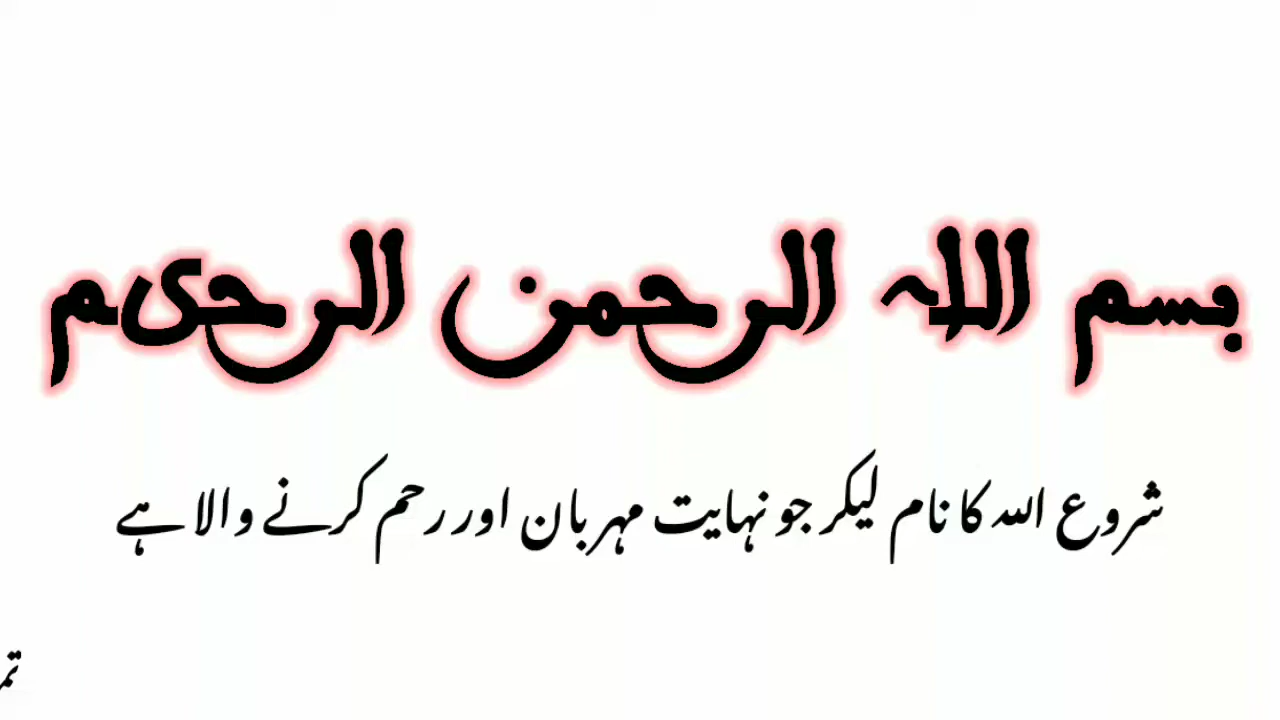 بسم اللہ الرحمن الرحیم
شروع اللہ کا نام لیکر جو نہایت مہربان اور رحم کرنے والا ہے